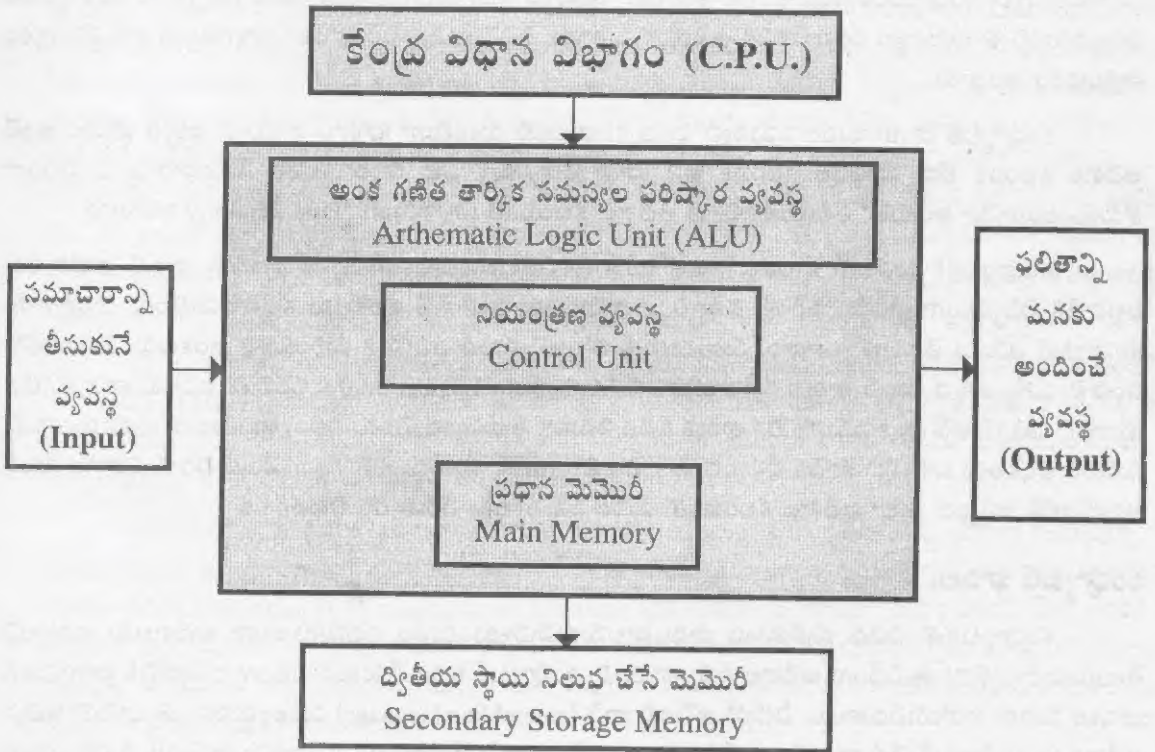 కేంద్ర విధాన విభాగం (C.P.U.)
అంక గణిత తార్కిక సమస్యల పరిష్కార వ్యవస్థ
Arthematic Logic Unit (ALU)
సమాచారాన్ని
తీసుకునే
వ్యవస్థ
(Input)
నియంత్రణ వ్యవస్థ
Control Unit
ప్రధాన మెమొరీ
Main Memory
ఫలితాన్ని
మనకు
అందించే
వ్యవస్థ
(Output)
ద్వితీయ స్థాయి నిలువ చేసే మెమొరీ
Secondary Storage Memory